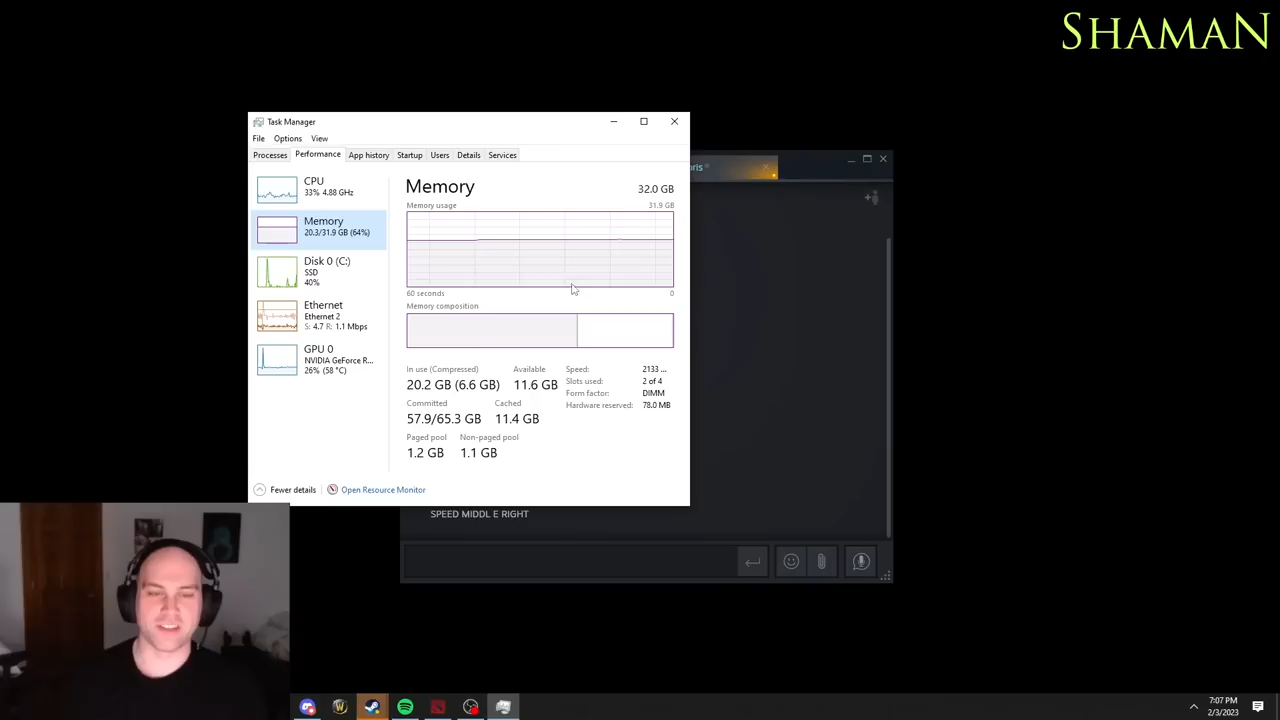 SHAMAN
Task Manager
File Options View
Processes Performance App history Startup Users Details Services
CPU
33% 4.88 GHz
Memory
20.3/31.9 GB (64%)
Disk 0 (C:)
SSD
40%
Ethernet
Ethernet 2
S: 4.7 R: 1.1 Mbps
GPU 0
NVIDIA GeForce R...
26% (58 °C)
Memory 32.0 GB
Memory usage 31.9 GB
60 seconds 0
Memory composition
In use (Compressed) Available
20.2 GB (6.6 GB) 11.6 GB
Committed Cached
57.9/65.3 GB 11.4 GB
Paged pool Non-paged pool
1.2 GB 1.1 GB
Speed: 2133 ...
Slots used: 2 of 4
Form factor: DIMM
Hardware reserved: 78.0 MB
Fewer details Open Resource Monitor
oris
SPEED MIDDL E RIGHT
7:07 PM
2/3/2023